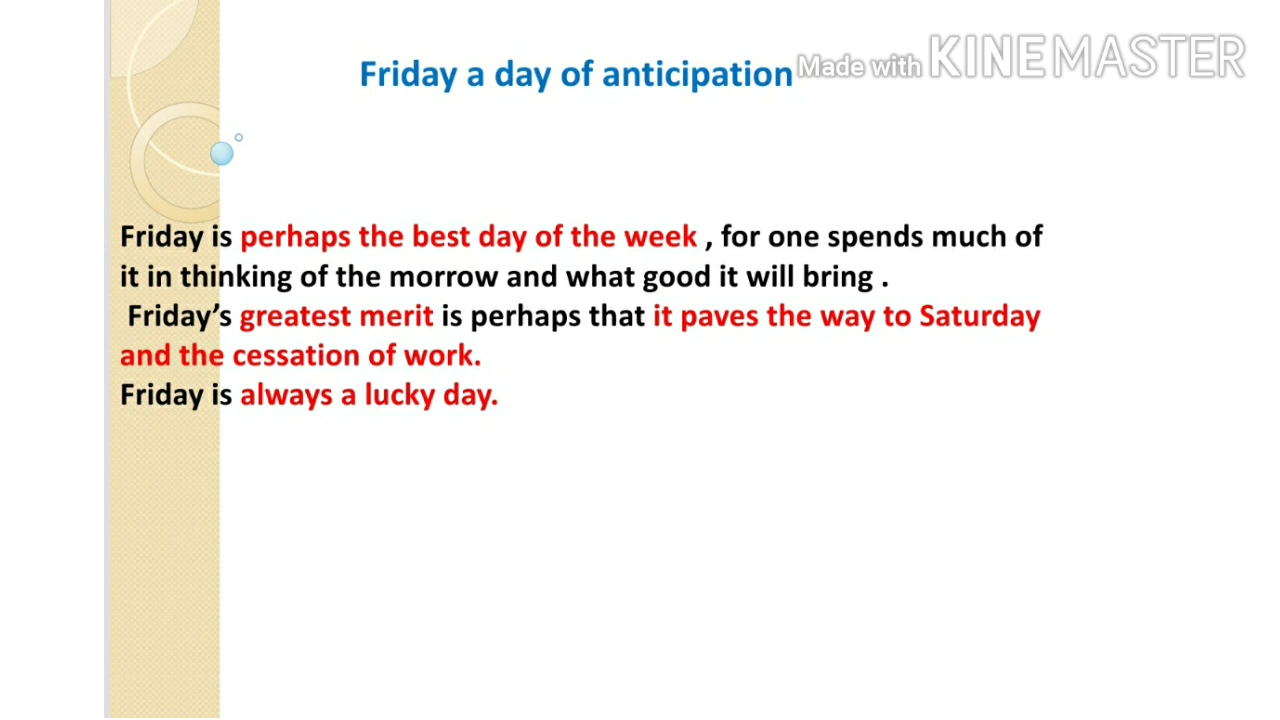 Friday a day of anticipation
Made with KINEMASTER
Friday is perhaps the best day of the week , for one spends much of
it in thinking of the morrow and what good it will bring .
Friday’s greatest merit is perhaps that it paves the way to Saturday
and the cessation of work.
Friday is always a lucky day.